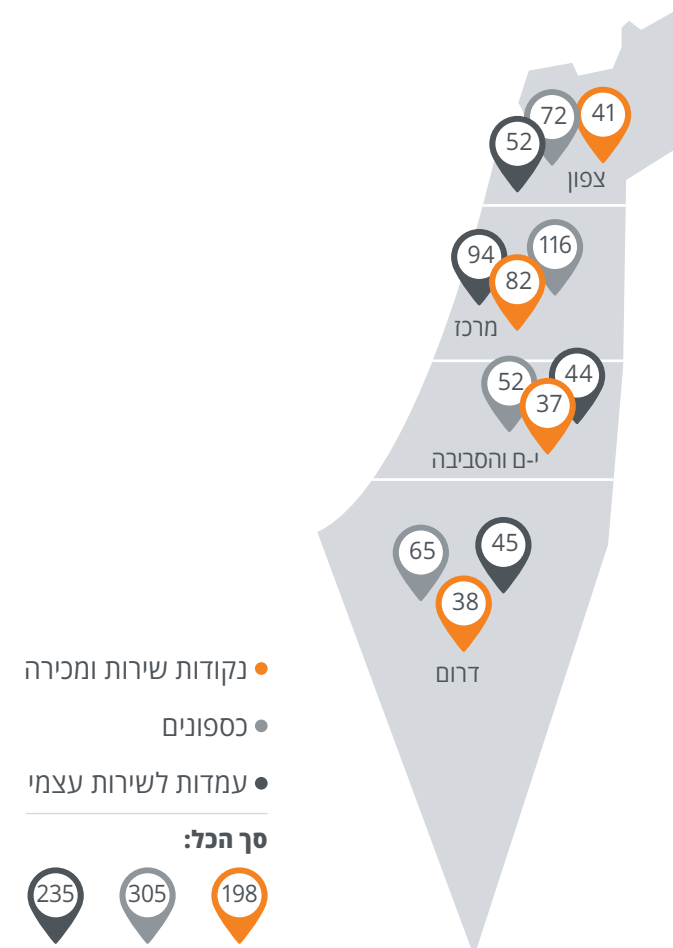 72 41
52
צפון
94 116
82
מרכז
52 44
37
י-ם והסביבה
65 45
38
דרום
נקודות שירות ומכירה
כספונים
עמדות לשירות עצמי
סך הכל:
198 305 235